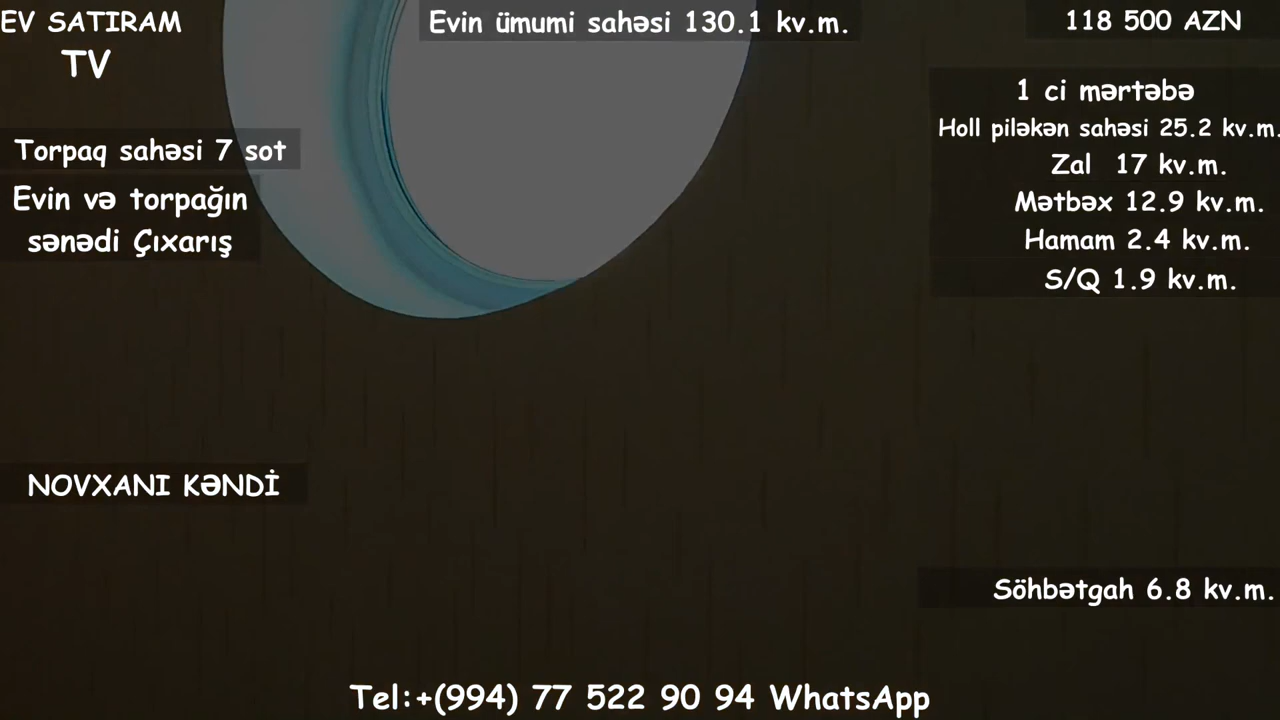 EV SATIRAM
TV
Evin ümumi sahəsi 130.1 kv.m.
118 500 AZN
Torpaq sahəsi 7 sot
Evin və torpağın
sənədi Çıxarış
1 ci mərtəbə
Holl piləkən sahəsi 25.2 kv.m.
Zal 17 kv.m.
Mətbəx 12.9 kv.m.
Hamam 2.4 kv.m.
S/Q 1.9 kv.m.
NOVXANI KƏNDİ
Söhbətgah 6.8 kv.m.
Tel:+(994) 77 522 90 94 WhatsApp